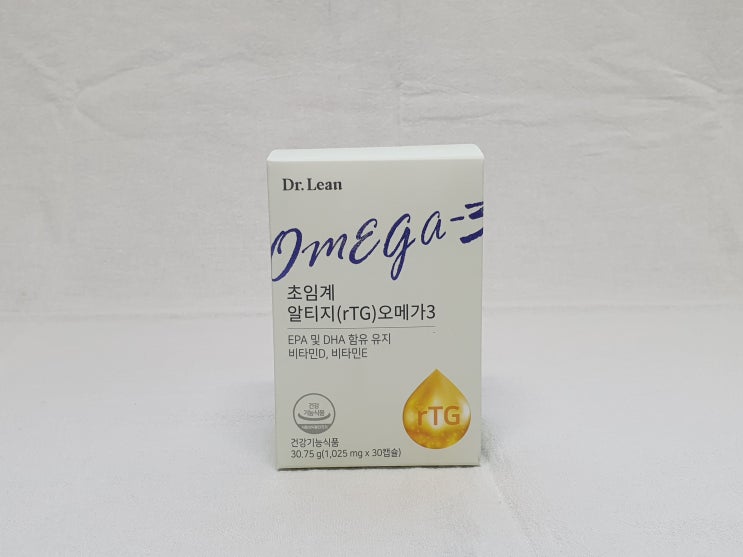 Dr. Lean
Omega-3
초임계
알티지(rTG)오메가3
EPA 및 DHA 함유 유지
비타민D, 비타민E
rTG
건강
기능식품
건강기능식품
30.75 g(1,025 mg x 30캡슐)